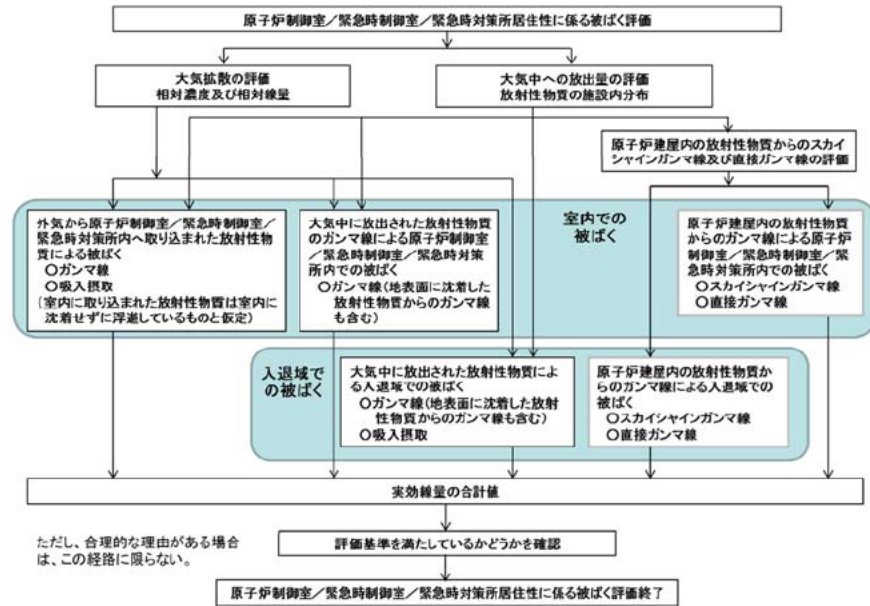 原子炉制御室／緊急時制御室／緊急時対策所居住性に係る被ばく評価
大気拡散の評価
相対濃度及び相対線量
大気中への放出量の評価
放射性物質の施設内分布
原子炉建屋内の放射性物質からのスカイ
シャインガンマ線及び直接ガンマ線の評価
室内での
被ばく
外気から原子炉制御室／緊急時制御室／
緊急時対策所内へ取り込まれた放射性物
質による被ばく
○ガンマ線
○吸入摂取
(室内に取り込まれた放射性物質は室内に
沈着せずに浮遊しているものと仮定)
大気中に放出された放射性物質
のガンマ線による原子炉制御室
／緊急時制御室／緊急時対策
所内での被ばく
○ガンマ線(地表面に沈着した
放射性物質からのガンマ線
も含む)
原子炉建屋内の放射性物質
からのガンマ線による原子炉制
御室／緊急時制御室／緊
急時対策所内での被ばく
○スカイシャインガンマ線
○直接ガンマ線
入退域で
の被ばく
大気中に放出された放射性物質によ
る入退域での被ばく
○ガンマ線(地表面に沈着した放射
性物質からのガンマ線も含む)
○吸入摂取
原子炉建屋内の放射性物質か
らのガンマ線による入退域での
被ばく
○スカイシャインガンマ線
○直接ガンマ線
実効線量の合計値
ただし、合理的な理由がある場合
は、この経路に限らない。
評価基準を満たしているかどうかを確認
原子炉制御室／緊急時制御室／緊急時対策所居住性に係る被ばく評価終了